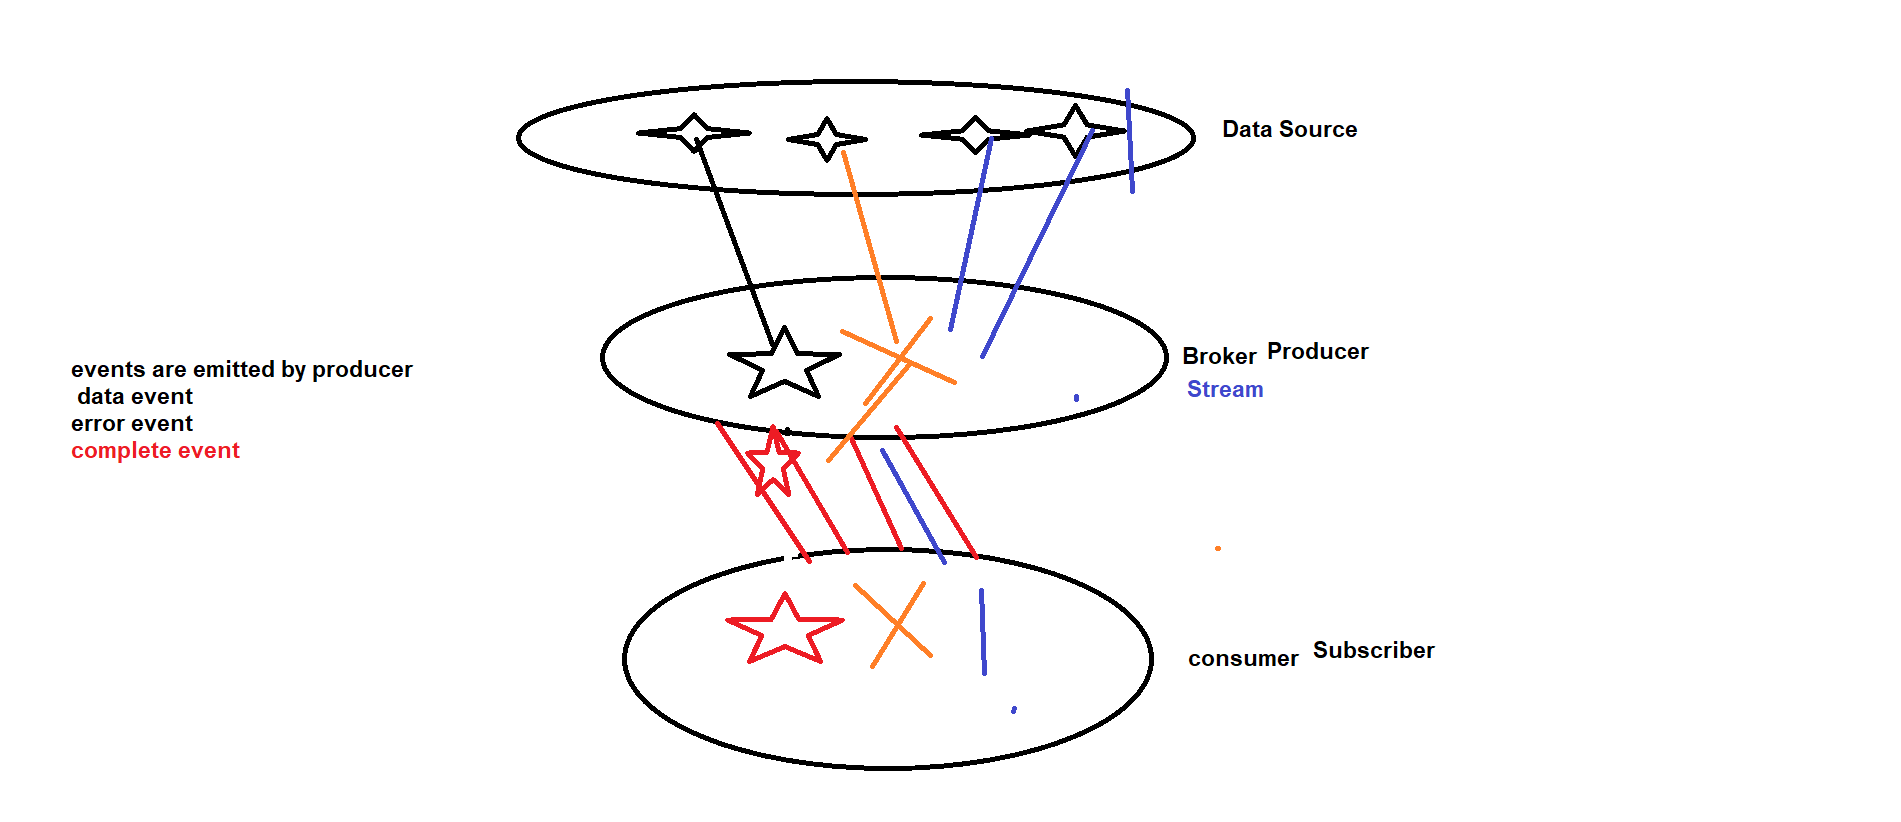 Data Source
events are emitted by producer
data event
error event
complete event
Broker Producer
Stream
consumer Subscriber